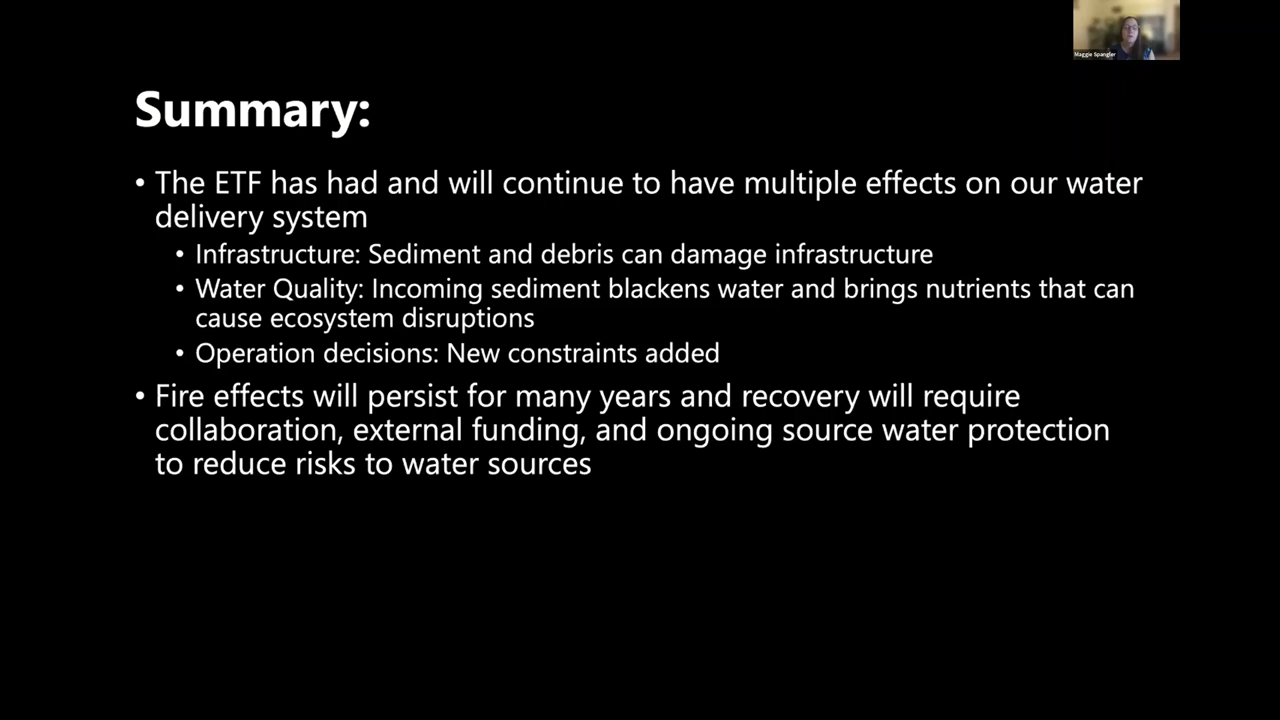 Maggie Spangler
Summary:
• The ETF has had and will continue to have multiple effects on our water
delivery system
• Infrastructure: Sediment and debris can damage infrastructure
• Water Quality: Incoming sediment blackens water and brings nutrients that can
cause ecosystem disruptions
• Operation decisions: New constraints added
• Fire effects will persist for many years and recovery will require
collaboration, external funding, and ongoing source water protection
to reduce risks to water sources